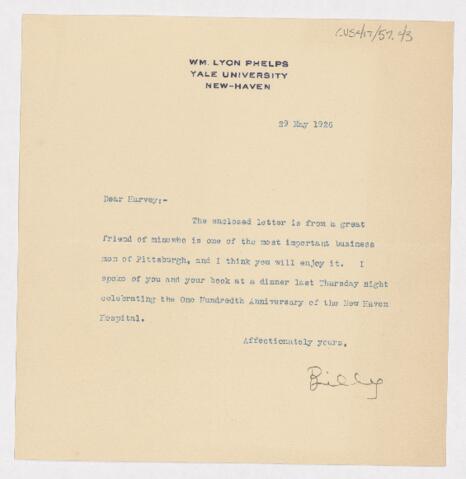 CUS4/17/57.43
WM. LYON PHELPS
YALE UNIVERSITY
NEW-HAVEN
29 May 1926
Dear Harvey:-
The enclosed letter is from a great
friend of minewho is one of the most important business
men of Pittsburgh, and I think you will enjoy it. I
spoke of you and your book at a dinner last Thursday night
celebrating the One Hundredth Anniversary of the New Haven
Hospital.
Affectionately yours,
Billy